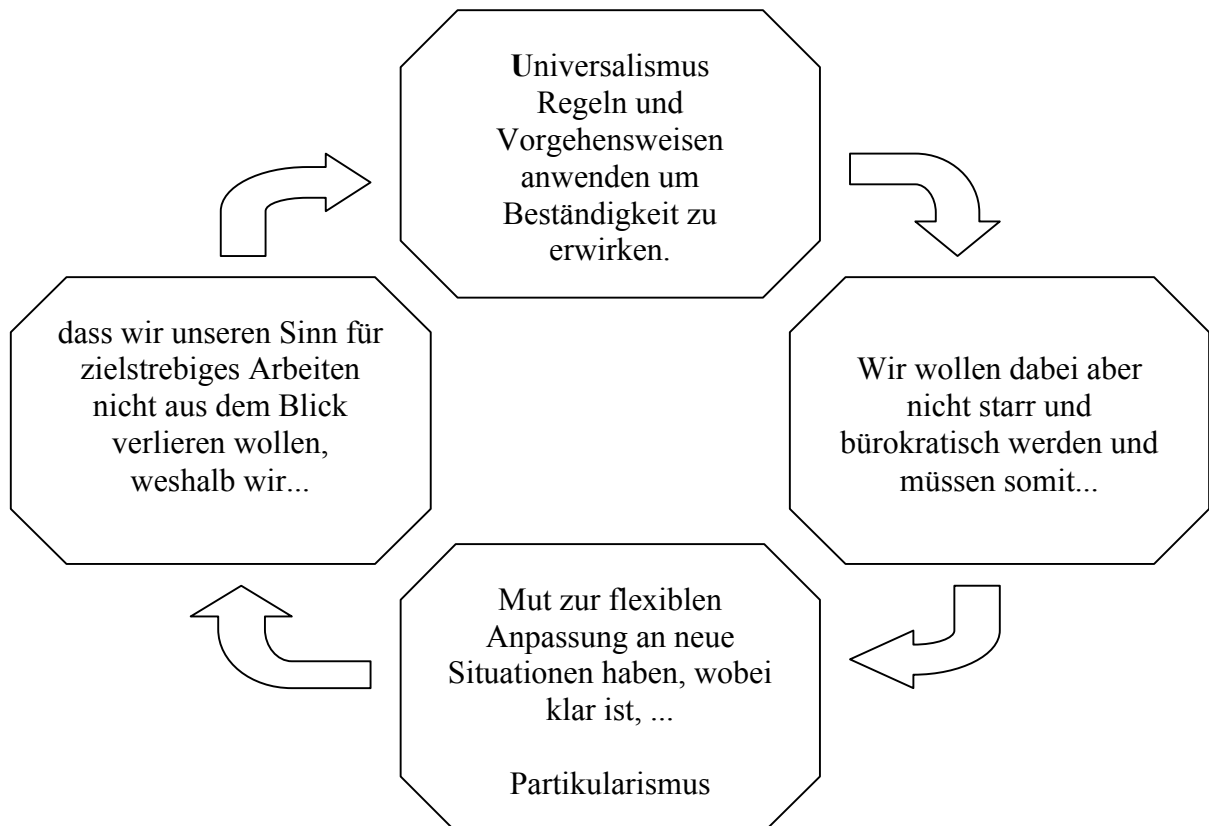 Universalismus
Regeln und
Vorgehensweisen
anwenden um
Beständigkeit zu
erwirken.
Wir wollen dabei aber
nicht starr und
bürokratisch werden und
müssen somit...
Mut zur flexiblen
Anpassung an neue
Situationen haben, wobei
klar ist, ...
Partikularismus
dass wir unseren Sinn für
zielstrebiges Arbeiten
nicht aus dem Blick
verlieren wollen,
weshalb wir...